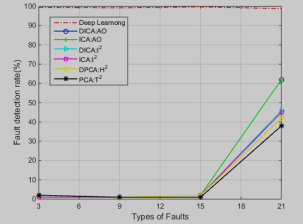 100
90
80
70
60
50
40
30
20
10
0
Fault detection rate(%)
Deep Learnong
DICA:AO
ICA:AO
DICA:I²
ICA:I²
DPCA:H²
PCA:T²
3
6
9
12
15
18
21
Types of Faults